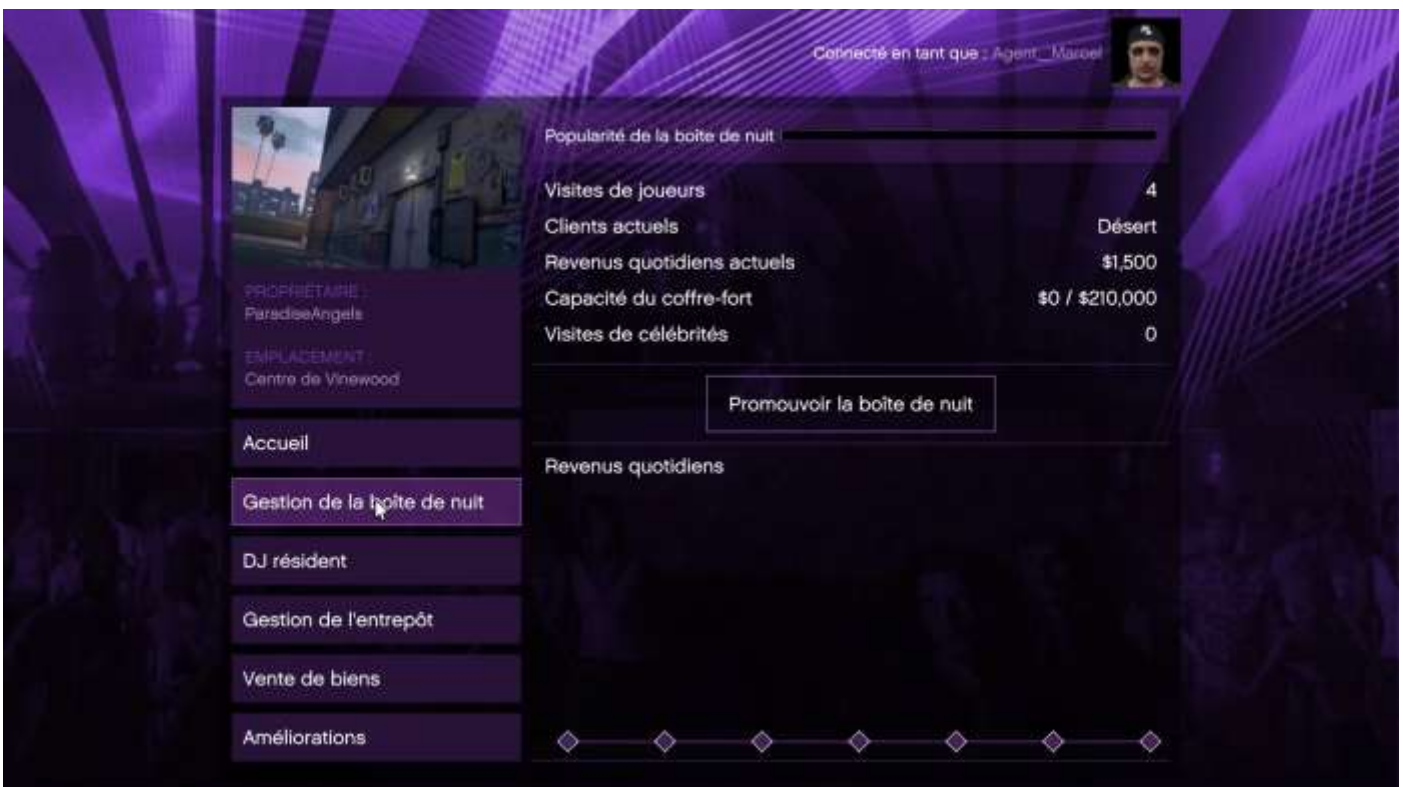 Connecté en tant que : Agent_Marcel
Popularité de la boîte de nuit
Visites de joueurs 4
Clients actuels Désert
Revenus quotidiens actuels $1,500
Capacité du coffre-fort $0 / $210,000
Visites de célébrités 0
PROPRIÉTAIRE :
ParadiseAngels
EMPLACEMENT :
Centre de Vinewood
Promouvoir la boîte de nuit
Accueil
Gestion de la boîte de nuit
DJ résident
Gestion de l'entrepôt
Vente de biens
Améliorations
Revenus quotidiens